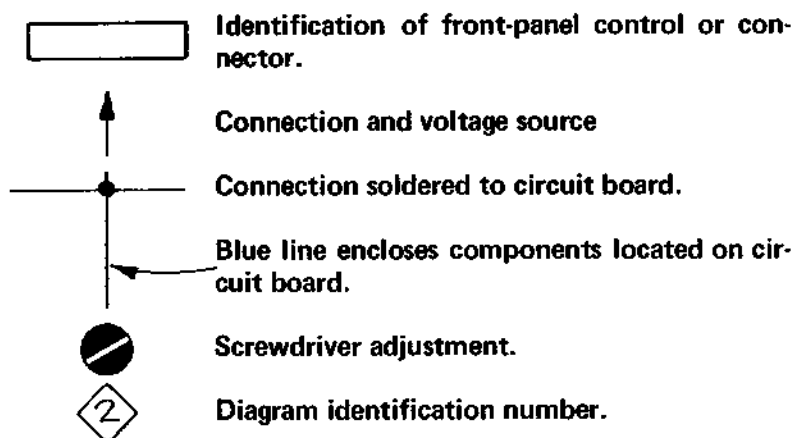 Identification of front-panel control or con-
nector.
Connection and voltage source
Connection soldered to circuit board.
Blue line encloses components located on cir-
cuit board.
Screwdriver adjustment.
2 Diagram identification number.